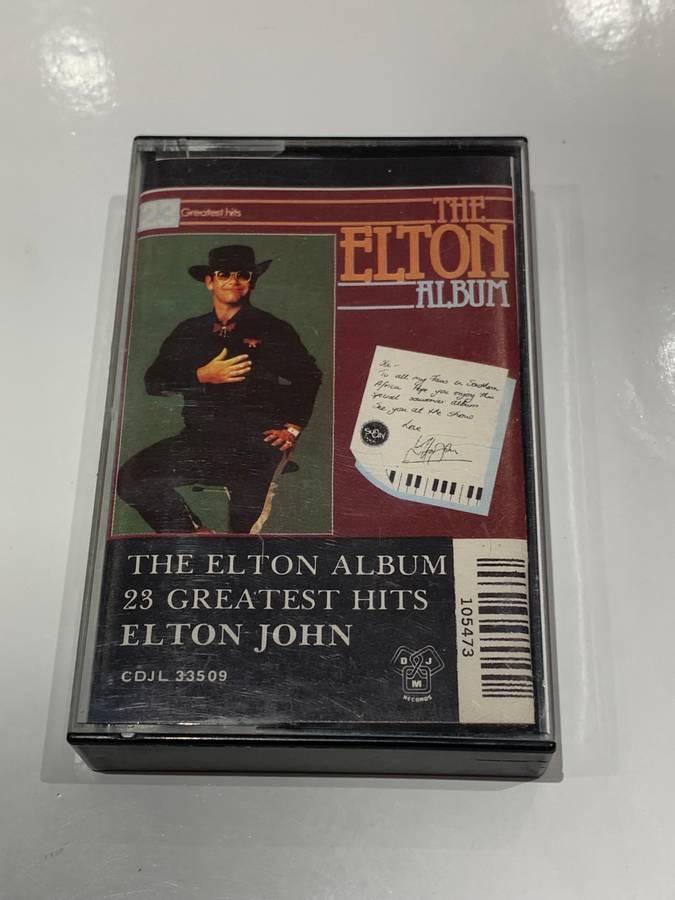 23 Greatest hits
THE
ELTON
ALBUM
To all my Fans in Southern
Africa Hope you enjoy this
special souvenir album
See you at the shows
Love
SUN CITY
THE ELTON ALBUM
23 GREATEST HITS
ELTON JOHN
CDJL 33509
DJM
RECORDS
105473